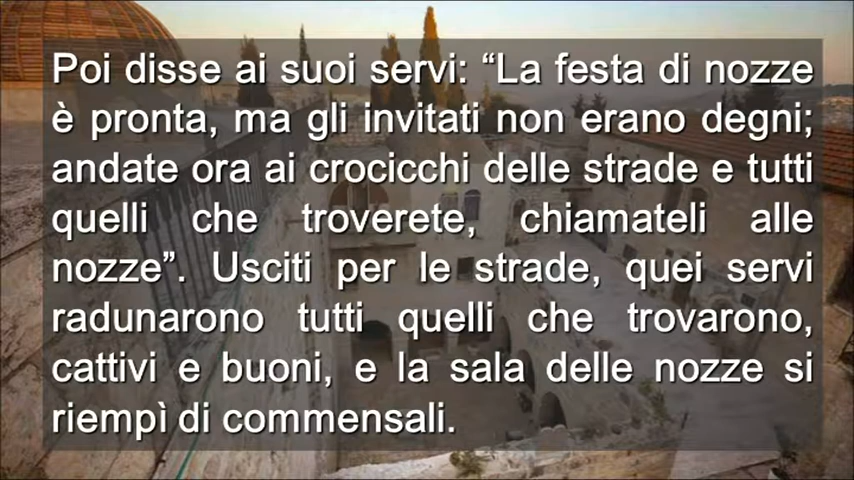 Poi disse ai suoi servi: “La festa di nozze
è pronta, ma gli invitati non erano degni;
andate ora ai crocicchi delle strade e tutti
quelli che troverete, chiamateli alle
nozze”. Usciti per le strade, quei servi
radunarono tutti quelli che trovarono,
cattivi e buoni, e la sala delle nozze si
riempì di commensali.